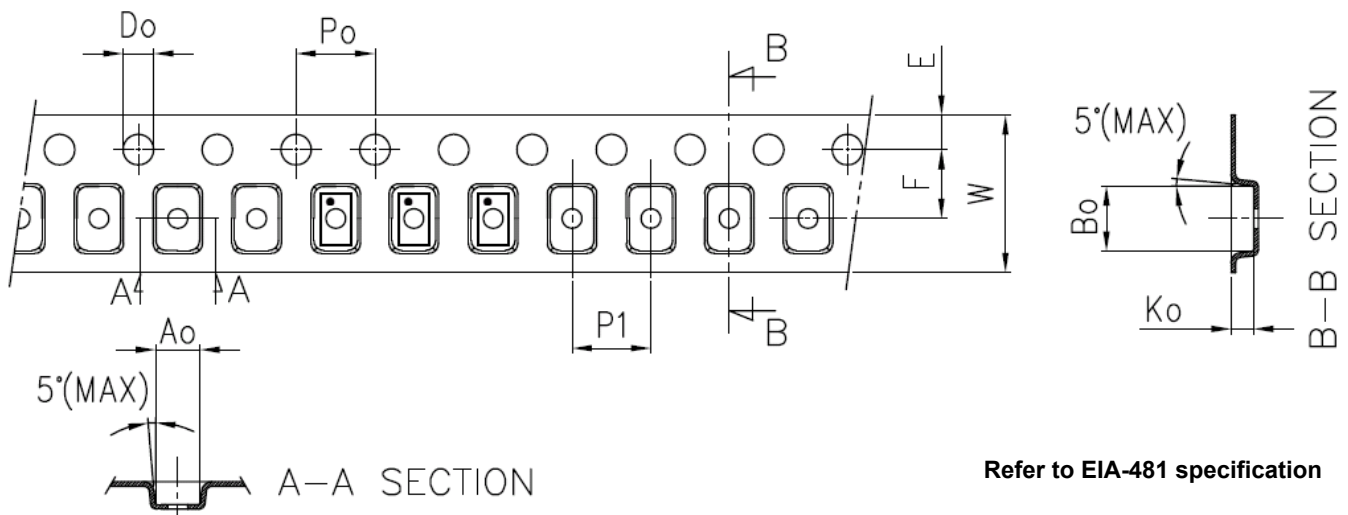 Do
Po
B
E
5°(MAX)
F
W
Bo
B-B SECTION
A
A
Ko
P1
B
Ao
5°(MAX)
A-A SECTION
Refer to EIA-481 specification